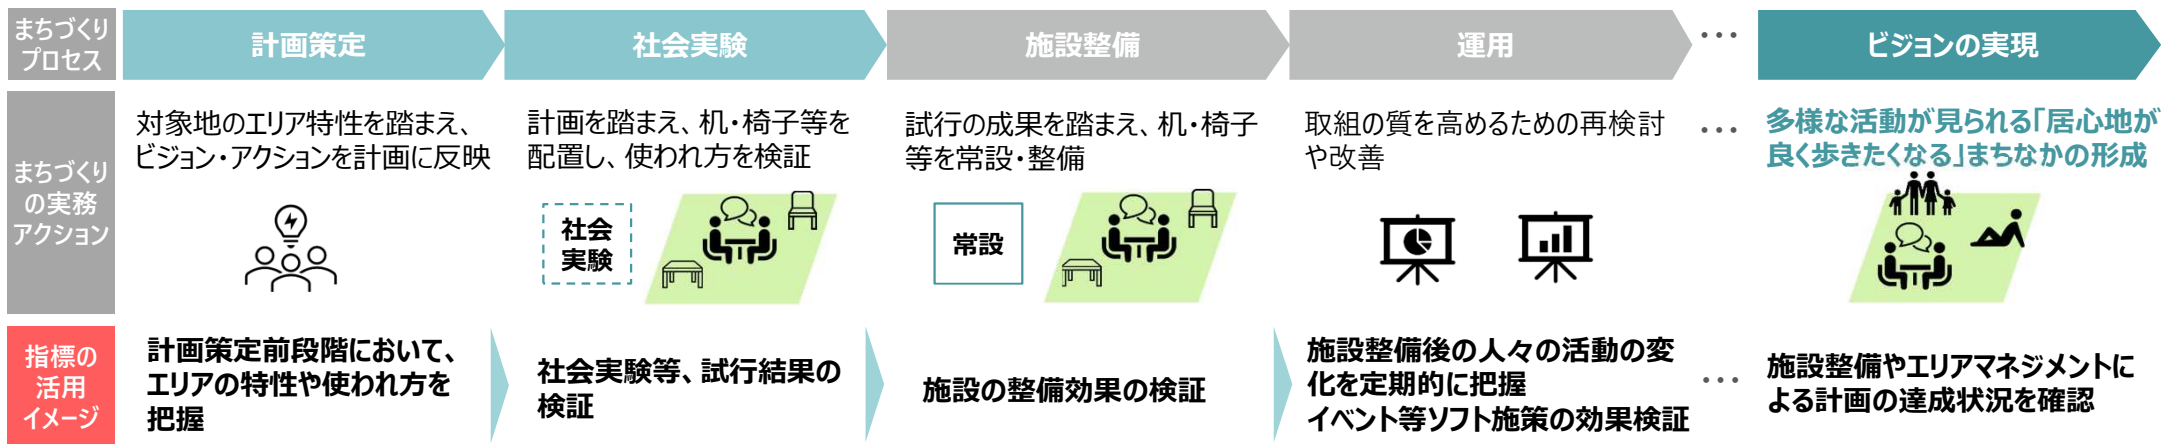 まちづくり
プロセス
計画策定
社会実験
施設整備
運用
…
ビジョンの実現
まちづくり
の実務
アクション
対象地のエリア特性を踏まえ、
ビジョン・アクションを計画に反映
計画を踏まえ、机・椅子等を
配置し、使われ方を検証
社会
実験
試行の成果を踏まえ、机・椅子
等を常設・整備
常設
取組の質を高めるための再検討
や改善
…
多様な活動が見られる「居心地が
良く歩きたくなる」まちなかの形成
指標の
活用
イメージ
計画策定前段階において、
エリアの特性や使われ方を
把握
社会実験等、試行結果の
検証
施設の整備効果の検証
施設整備後の人々の活動の変
化を定期的に把握
イベント等ソフト施策の効果検証
…
施設整備やエリアマネジメントに
よる計画の達成状況を確認